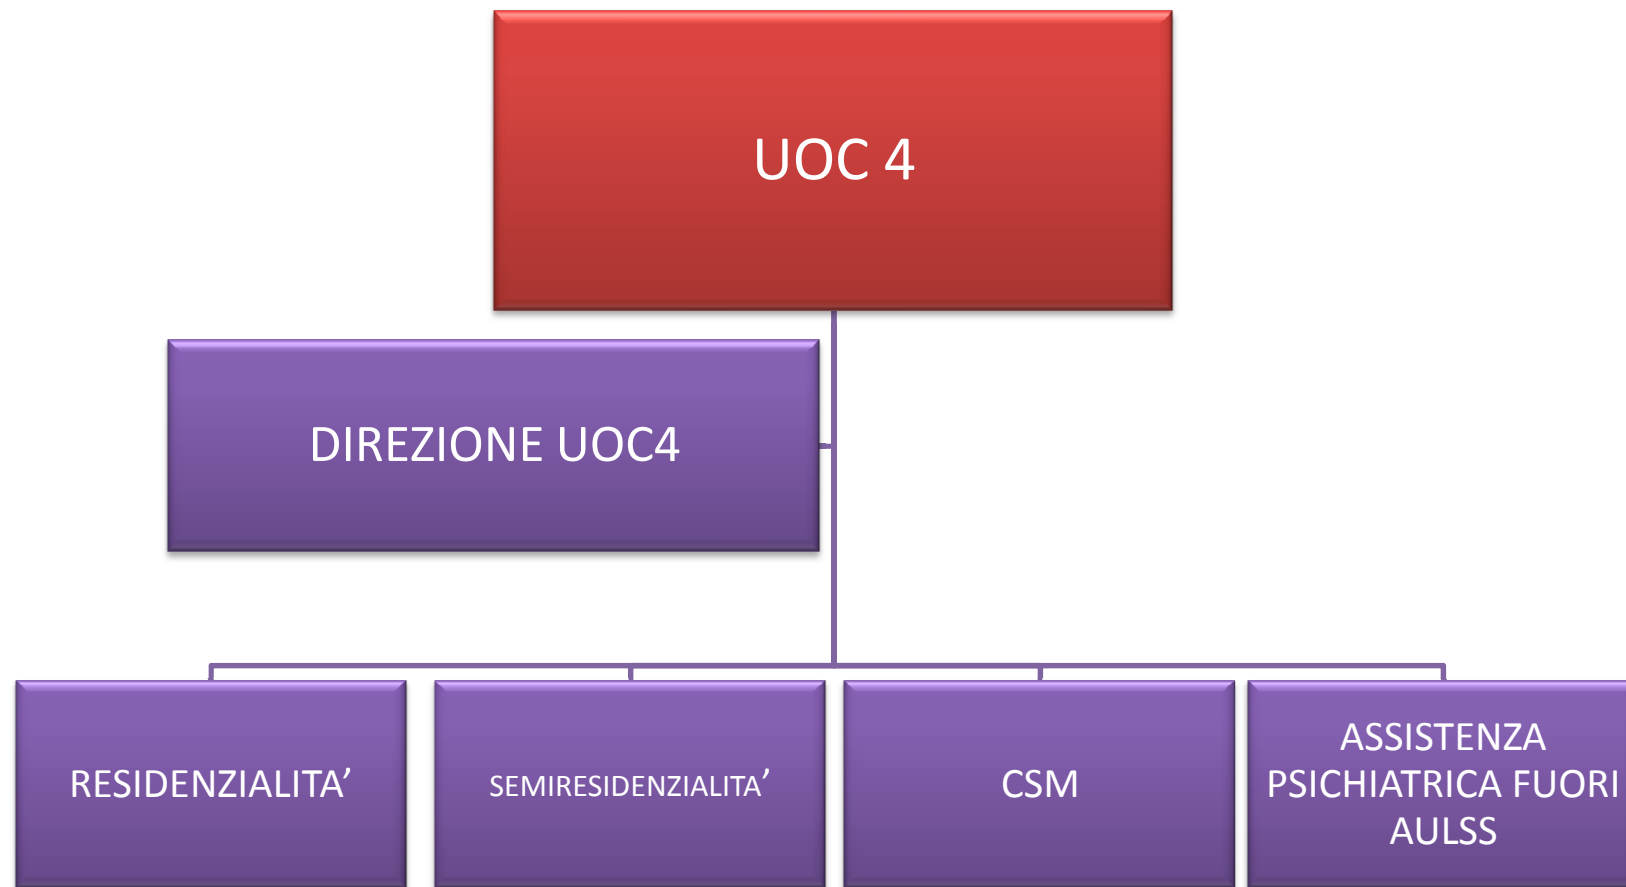 UOC 4
DIREZIONE UOC4
RESIDENZIALITA’
SEMIRESIDENZIALITA’
CSM
ASSISTENZA
PSICHIATRICA FUORI
AULSS